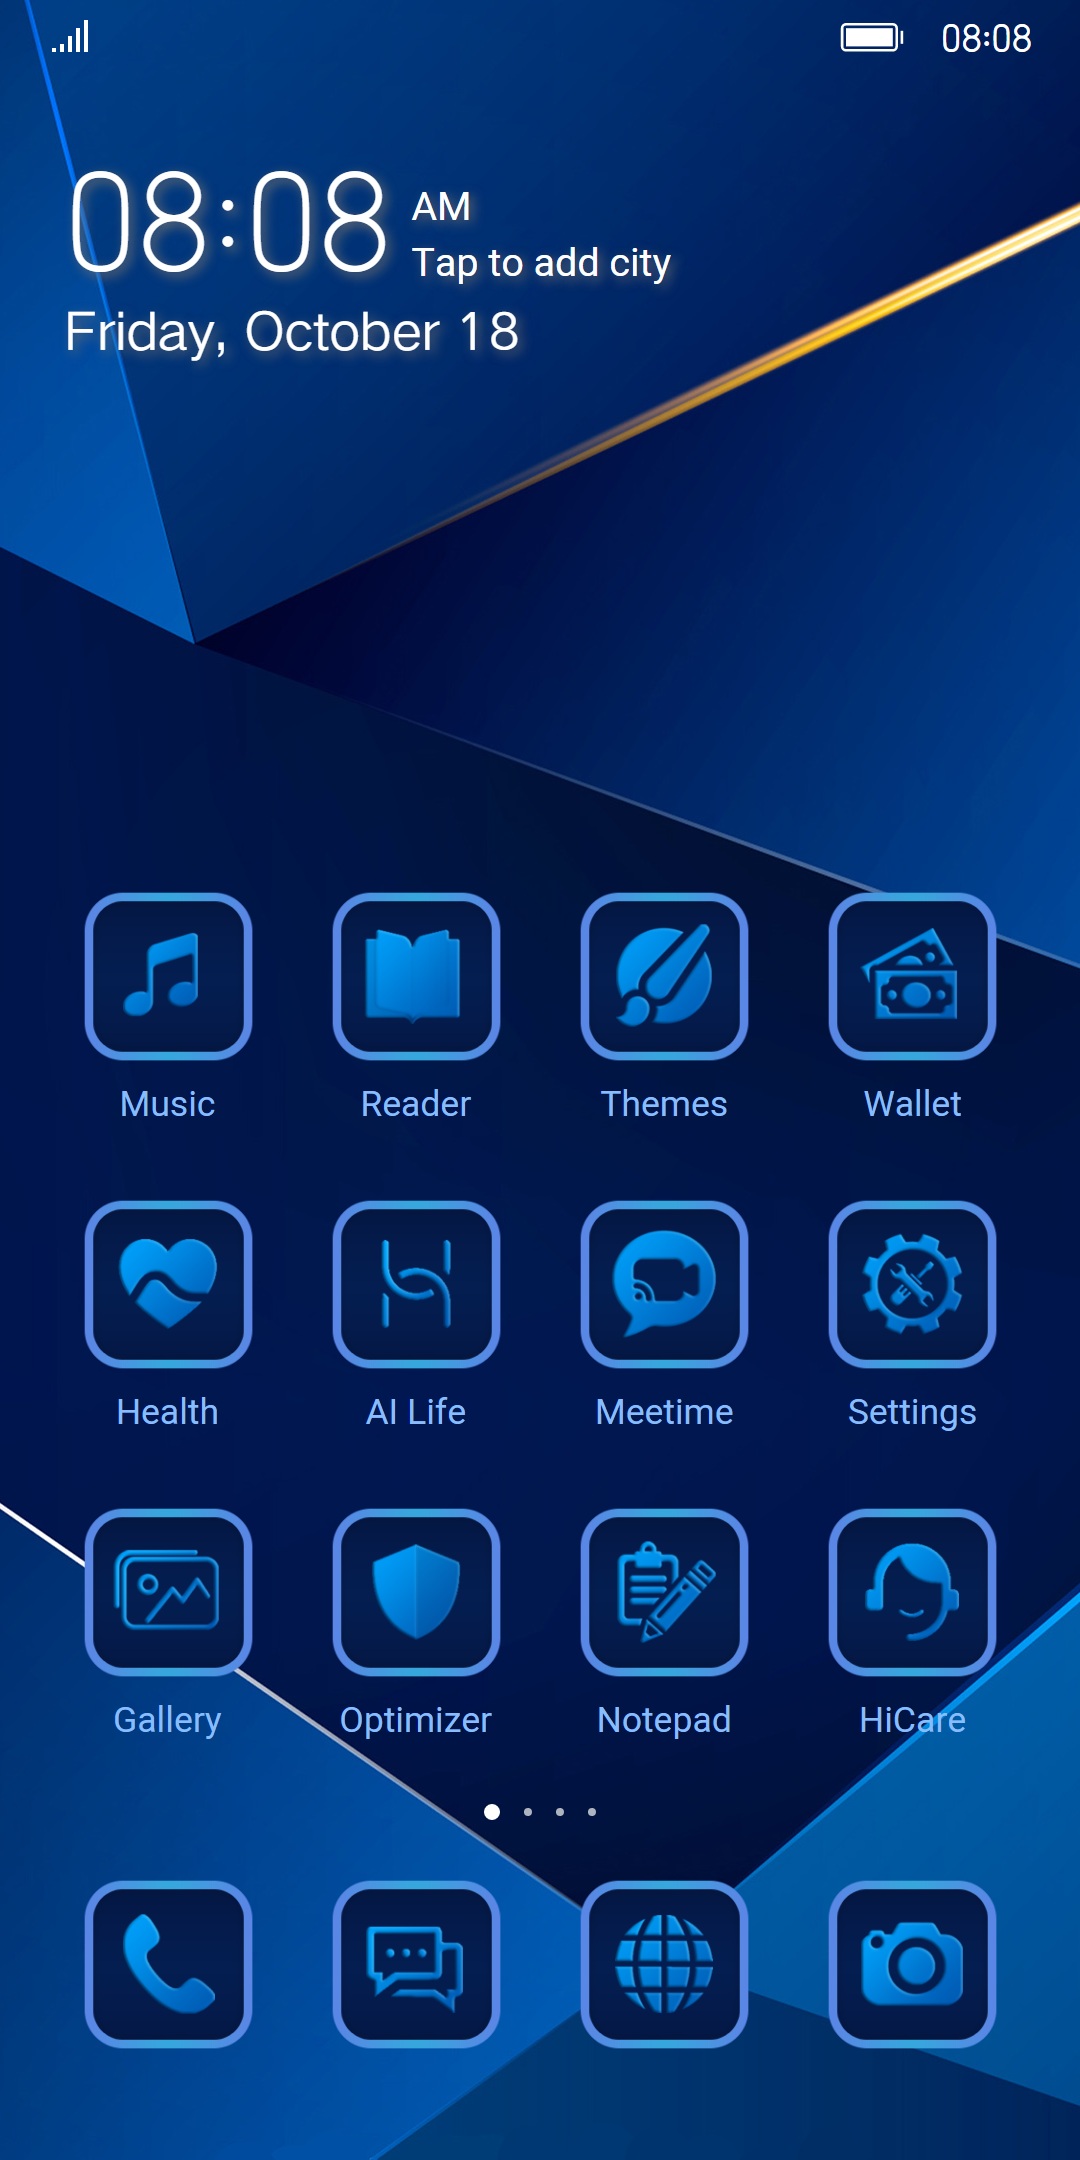 08:08
08:08 AM
Tap to add city
Friday, October 18
Music Reader Themes Wallet
Health AI Life Meetime Settings
Gallery Optimizer Notepad HiCare